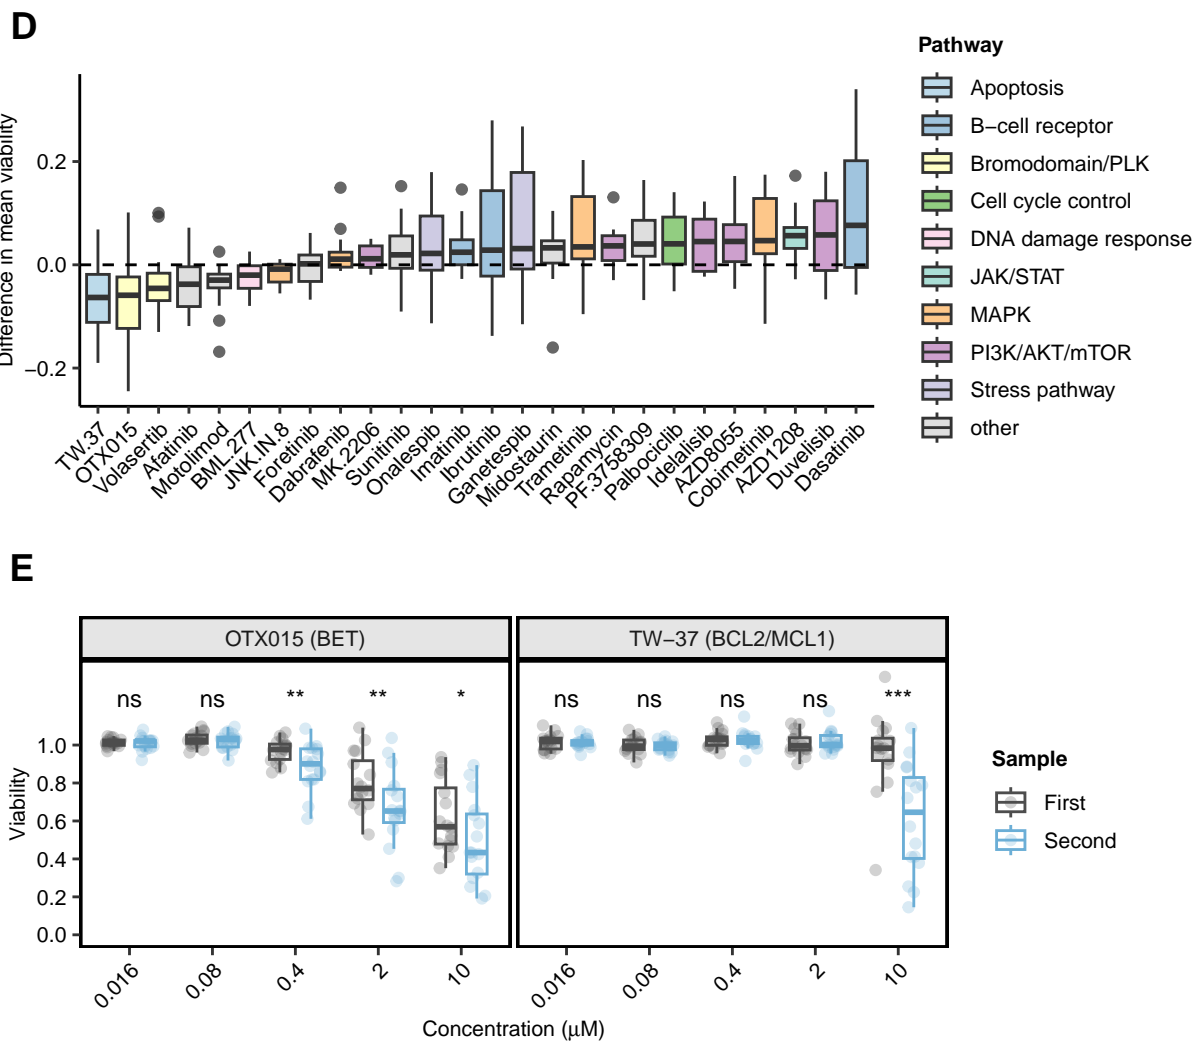 D
Difference in mean viability
0.2
0.0
−0.2
TW.37
OTX015
Volasertib
Afatinib
Motolimod
BML.277
JNK.IN.8
Foretinib
Dabrafenib
MK.2206
Sunitinib
Onalespib
Imatinib
Ibrutinib
Ganetespib
Midostaurin
Trametinib
Rapamycin
PF.3758309
Palbociclib
Idelalisib
AZD8055
Cobimetinib
AZD1208
Duvelisib
Dasatinib
Pathway
Apoptosis
B−cell receptor
Bromodomain/PLK
Cell cycle control
DNA damage response
JAK/STAT
MAPK
PI3K/AKT/mTOR
Stress pathway
other
E
OTX015 (BET)
TW−37 (BCL2/MCL1)
ns ns ** ** *
ns ns ns ns ***
Viability
1.0
0.8
0.6
0.4
0.2
0.0
0.016 0.08 0.4 2 10
0.016 0.08 0.4 2 10
Concentration (μM)
Sample
First
Second